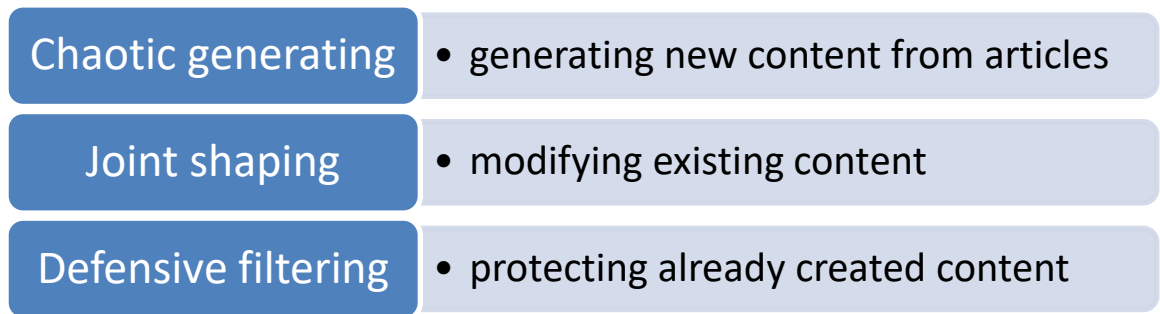 Chaotic generating
• generating new content from articles
Joint shaping
• modifying existing content
Defensive filtering
• protecting already created content